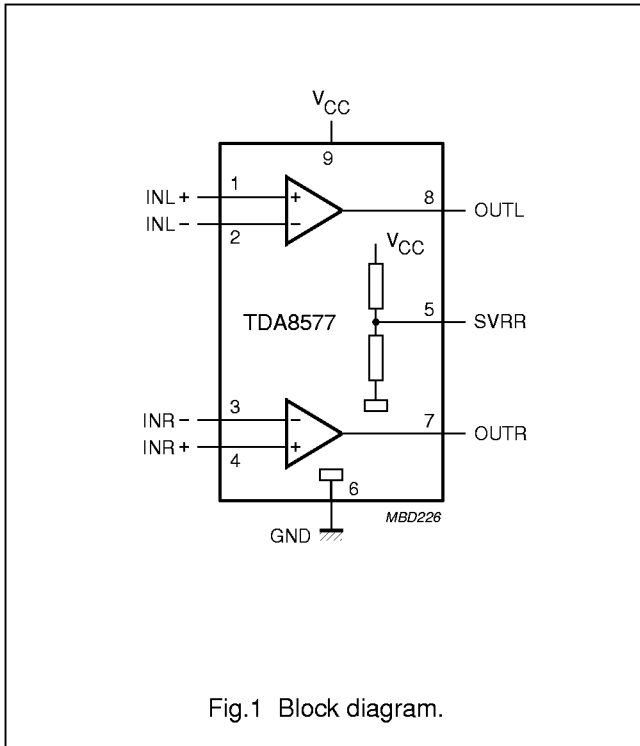 VCC
9
1
INL +
8
OUTL
INL −
2
VCC
TDA8577
5
SVRR
3
INR −
7
OUTR
INR +
4
6
MBD226
GND
Fig.1 Block diagram.